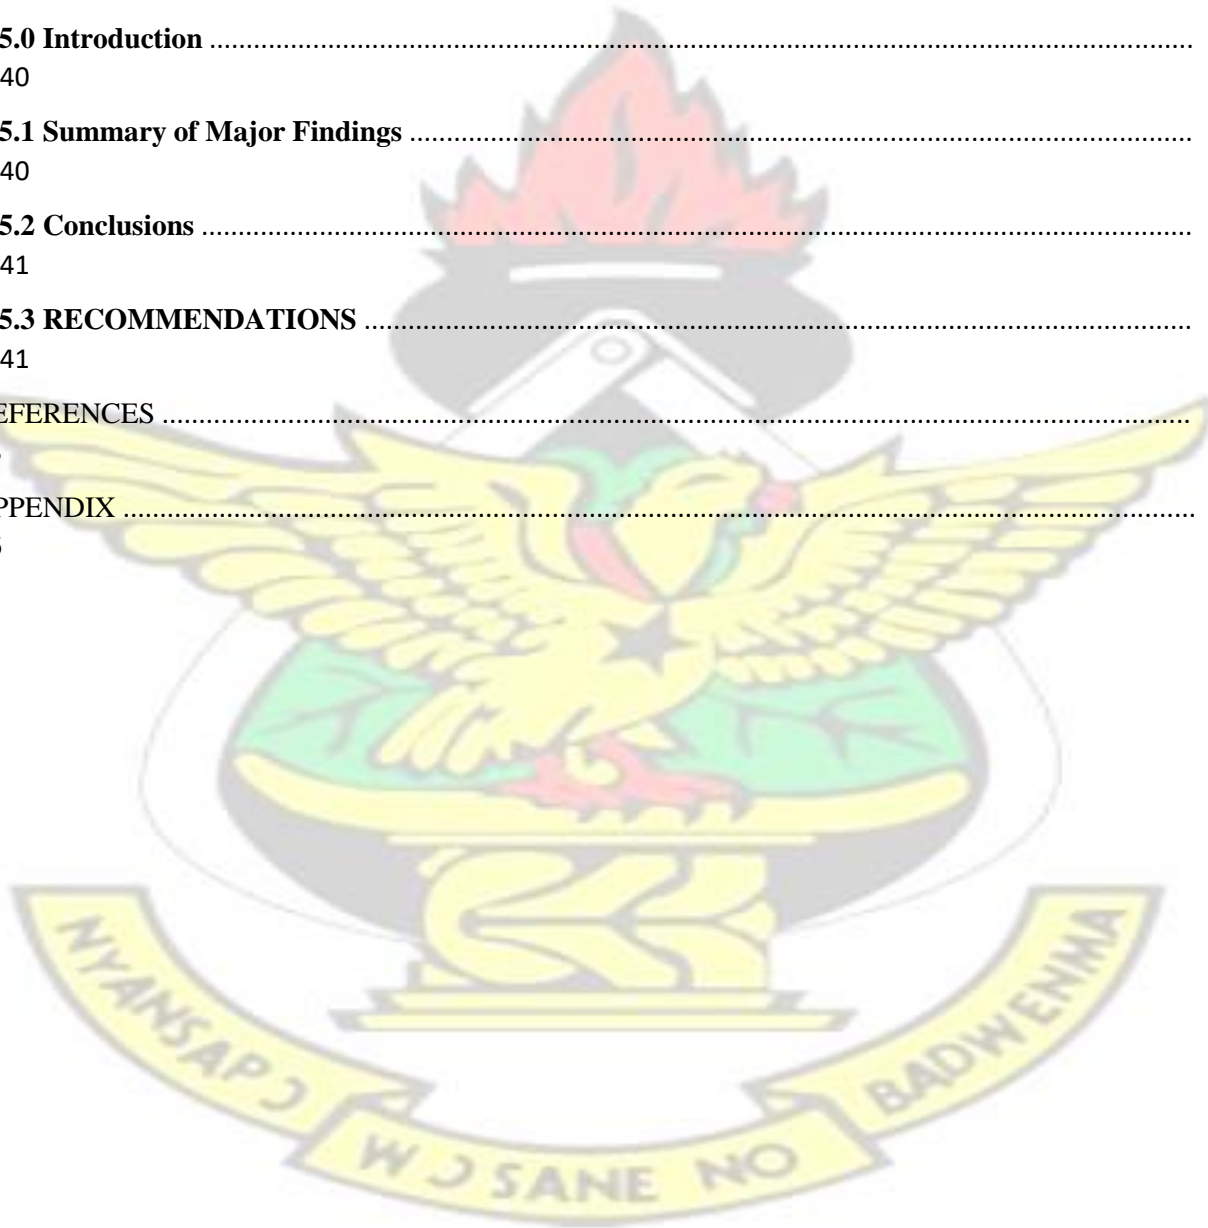 5.0 Introduction ....................................................................................................................................
40
5.1 Summary of Major Findings .........................................................................................................
40
5.2 Conclusions .....................................................................................................................................
41
5.3 RECOMMENDATIONS ...............................................................................................................
41
EFERENCES ..........................................................................................................................................
PPENDIX ................................................................................................................................................
NYANSAPƆ
WƆSANE NO
BADWENMA